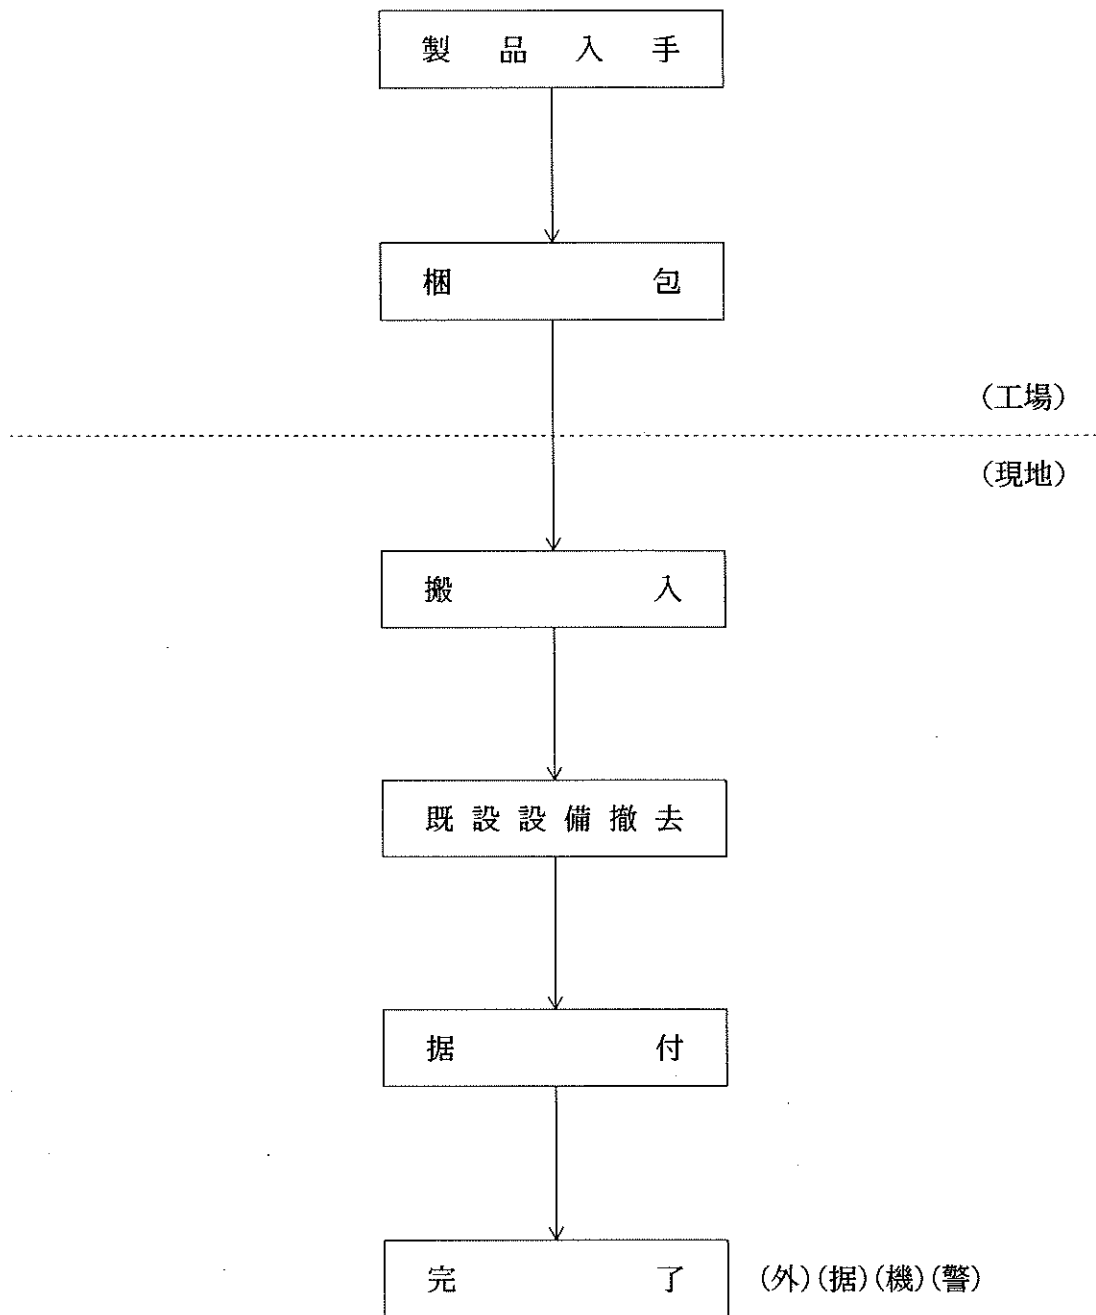 製品入手
梱包
(工場)
(現地)
搬入
既設設備撤去
据付
完了 (外)(据)(機)(警)